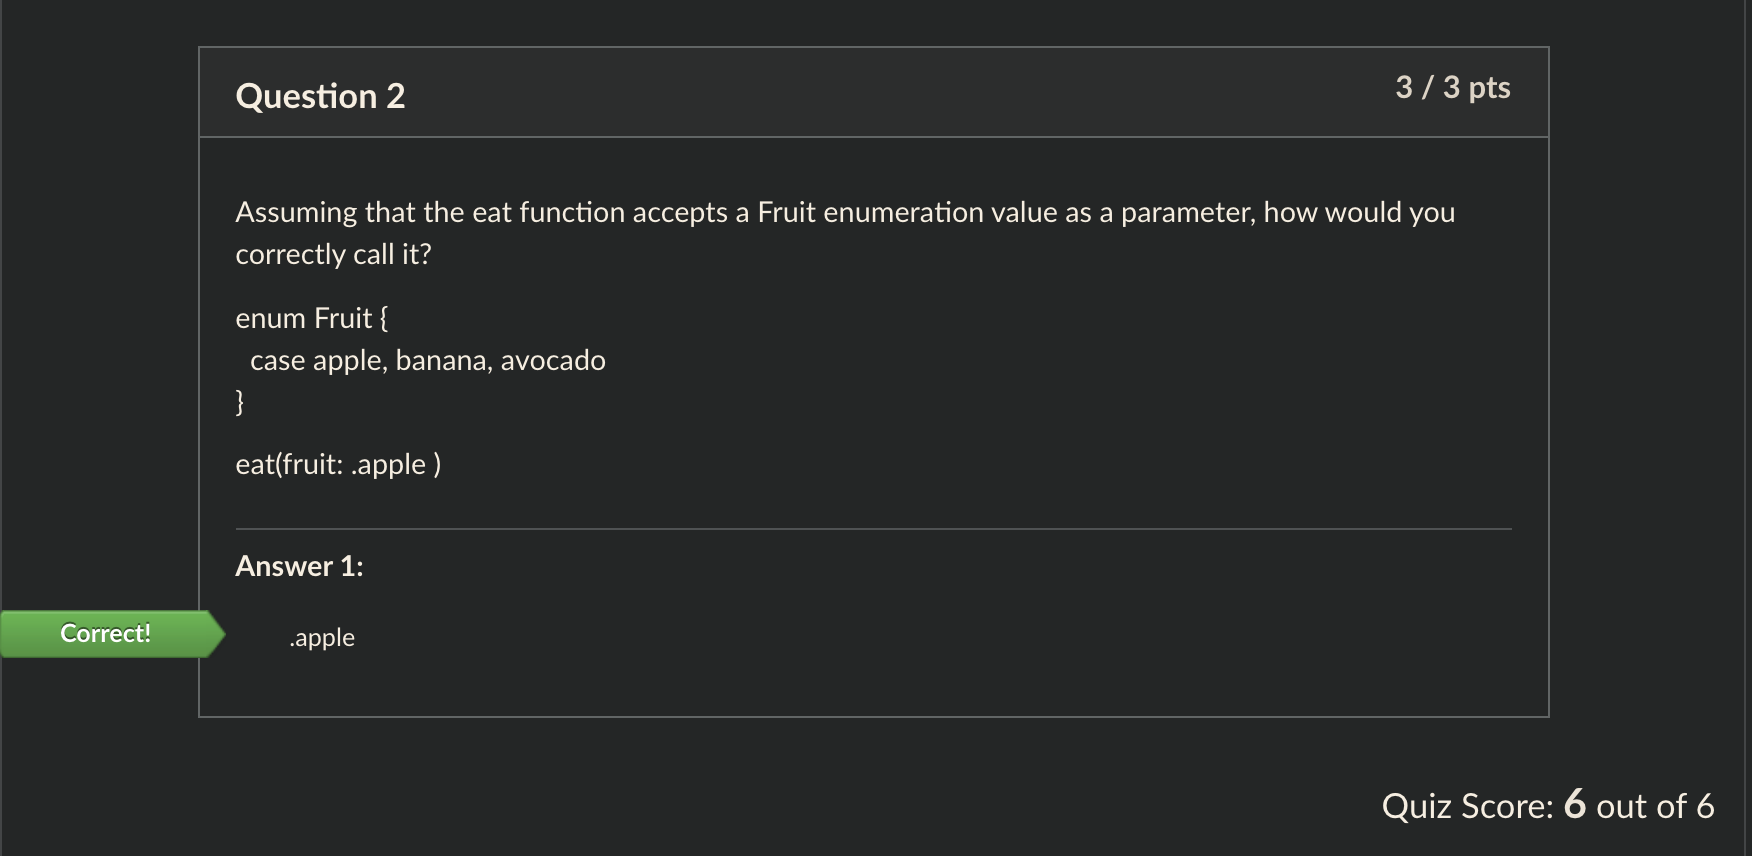 Question 2
3 / 3 pts
Assuming that the eat function accepts a Fruit enumeration value as a parameter, how would you
correctly call it?
enum Fruit {
case apple, banana, avocado
}
eat(fruit: .apple )
Answer 1:
Correct!
.apple
Quiz Score: 6 out of 6